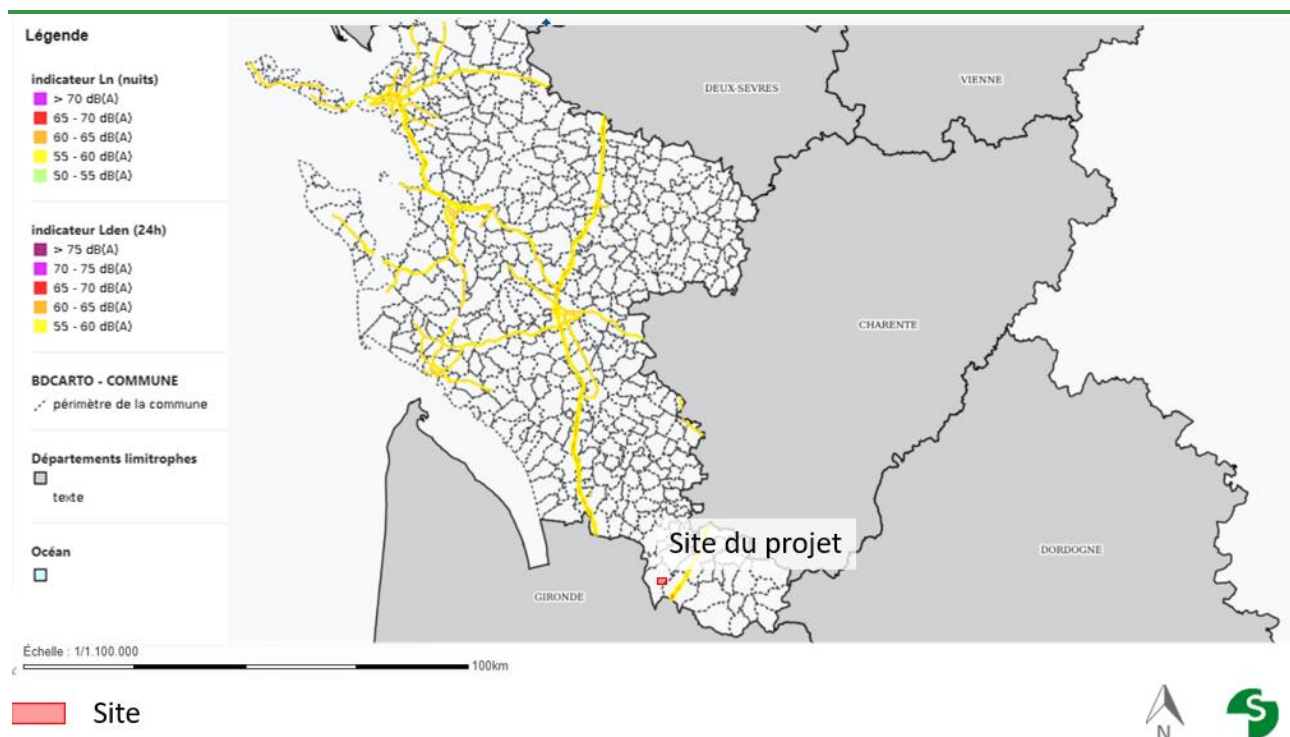 Légende
indicateur Ln (nuits)
> 70 dB(A)
65 - 70 dB(A)
60 - 65 dB(A)
55 - 60 dB(A)
50 - 55 dB(A)
indicateur Lden (24h)
> 75 dB(A)
70 - 75 dB(A)
65 - 70 dB(A)
60 - 65 dB(A)
55 - 60 dB(A)
BDCARTO - COMMUNE
périmètre de la commune
Départements limitrophes
texte
Océan
DEUX-SEVRES
VIENNE
CHARENTE
Site du projet
DORDOGNE
GIRONDE
Échelle : 1/1.100.000
100km
Site
N
S